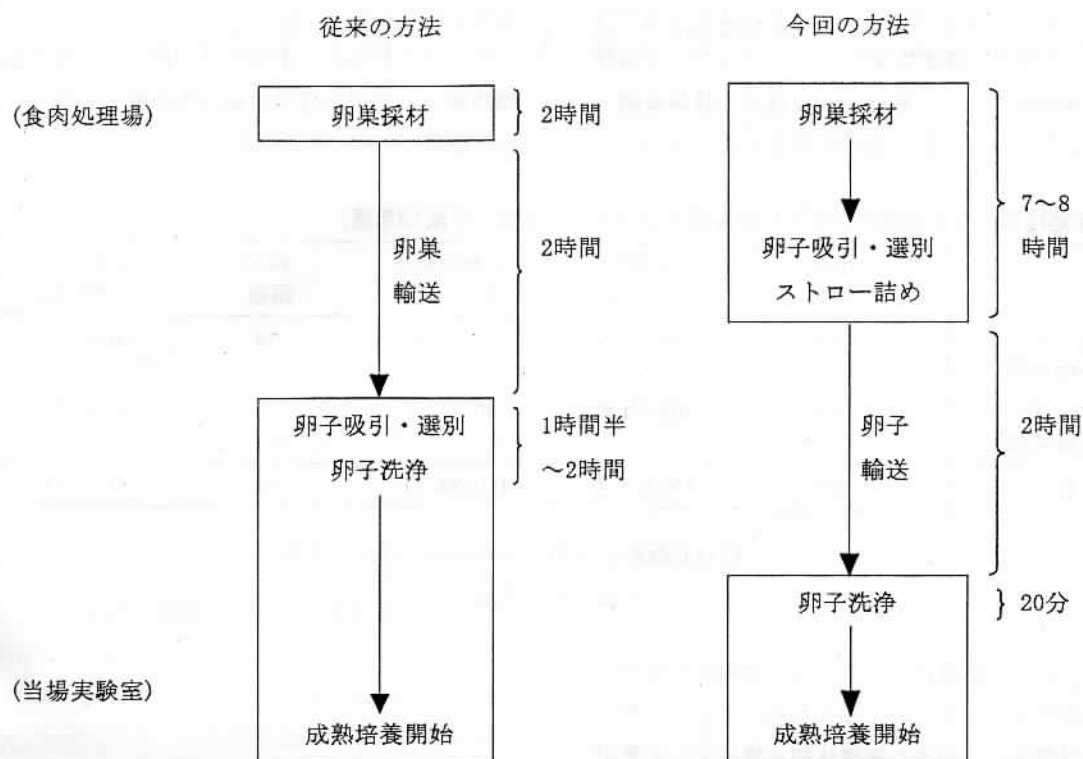 従来の方法
今回の方法
(食肉処理場)
卵巣採材
2時間
卵巣
輸送
2時間
卵子吸引・選別
卵子洗浄
1時間半
～2時間
成熟培養開始
卵巣採材
卵子吸引・選別
ストロー詰め
7～8
時間
卵子
輸送
2時間
卵子洗浄
20分
成熟培養開始
(当場実験室)